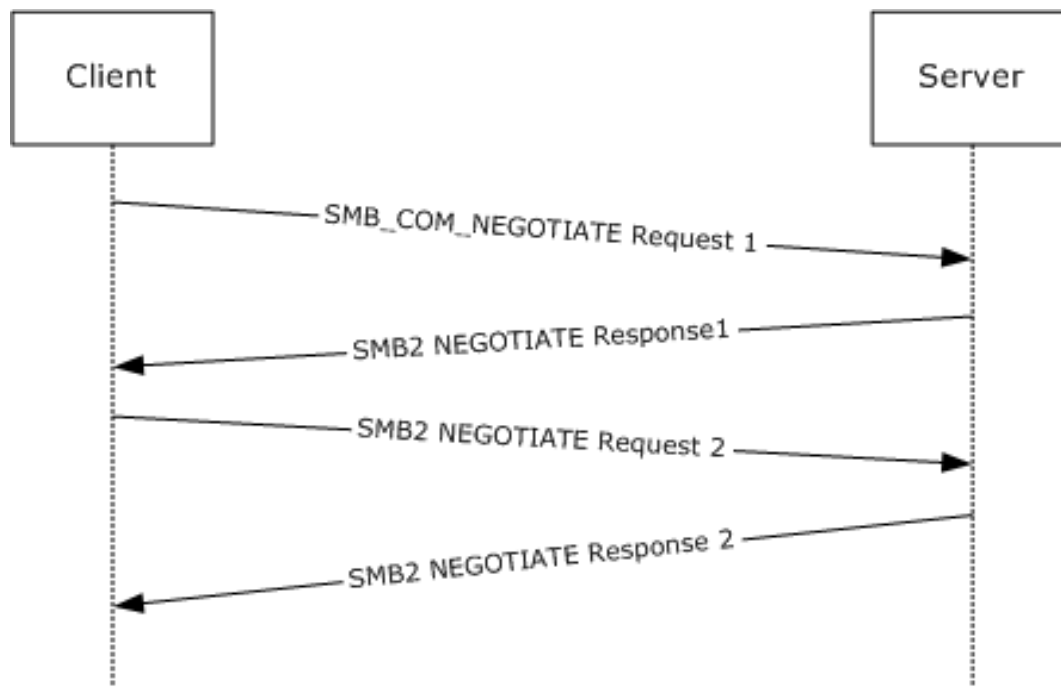 Client
Server
SMB_COM_NEGOTIATE Request 1
SMB2 NEGOTIATE Response1
SMB2 NEGOTIATE Request 2
SMB2 NEGOTIATE Response 2